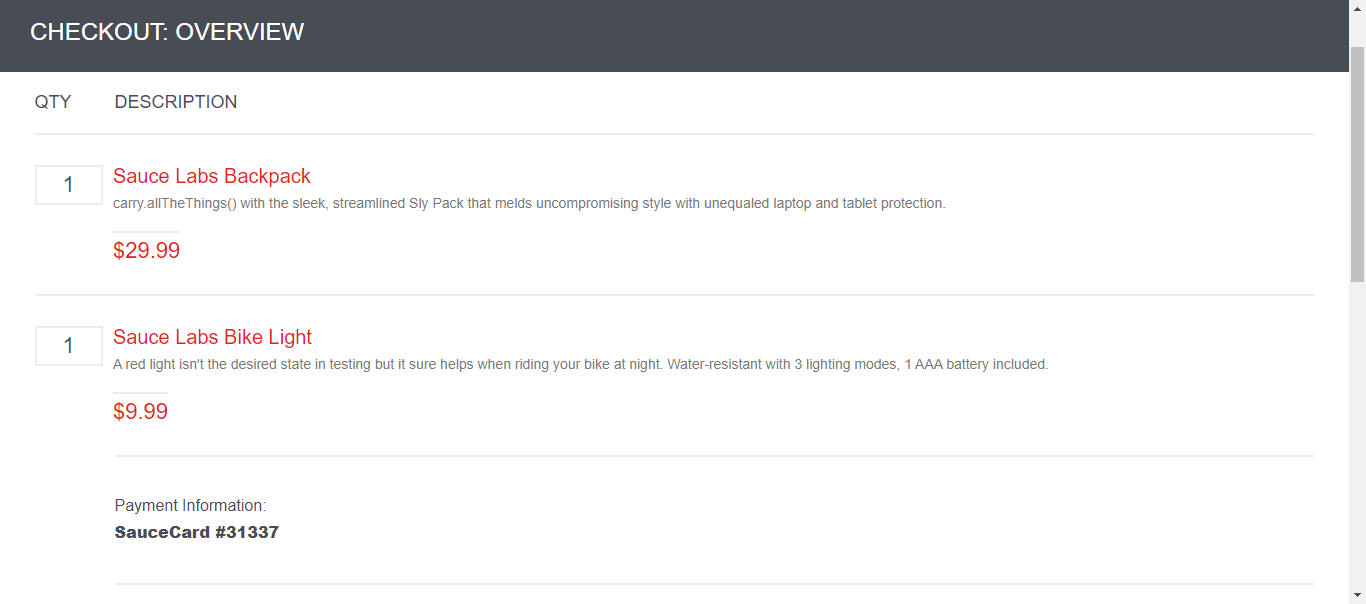 CHECKOUT: OVERVIEW
QTY DESCRIPTION
1 Sauce Labs Backpack
carry.allTheThings() with the sleek, streamlined Sly Pack that melds uncompromising style with unequaled laptop and tablet protection.
$29.99
1 Sauce Labs Bike Light
A red light isn't the desired state in testing but it sure helps when riding your bike at night. Water-resistant with 3 lighting modes, 1 AAA battery included.
$9.99
Payment Information:
SauceCard #31337